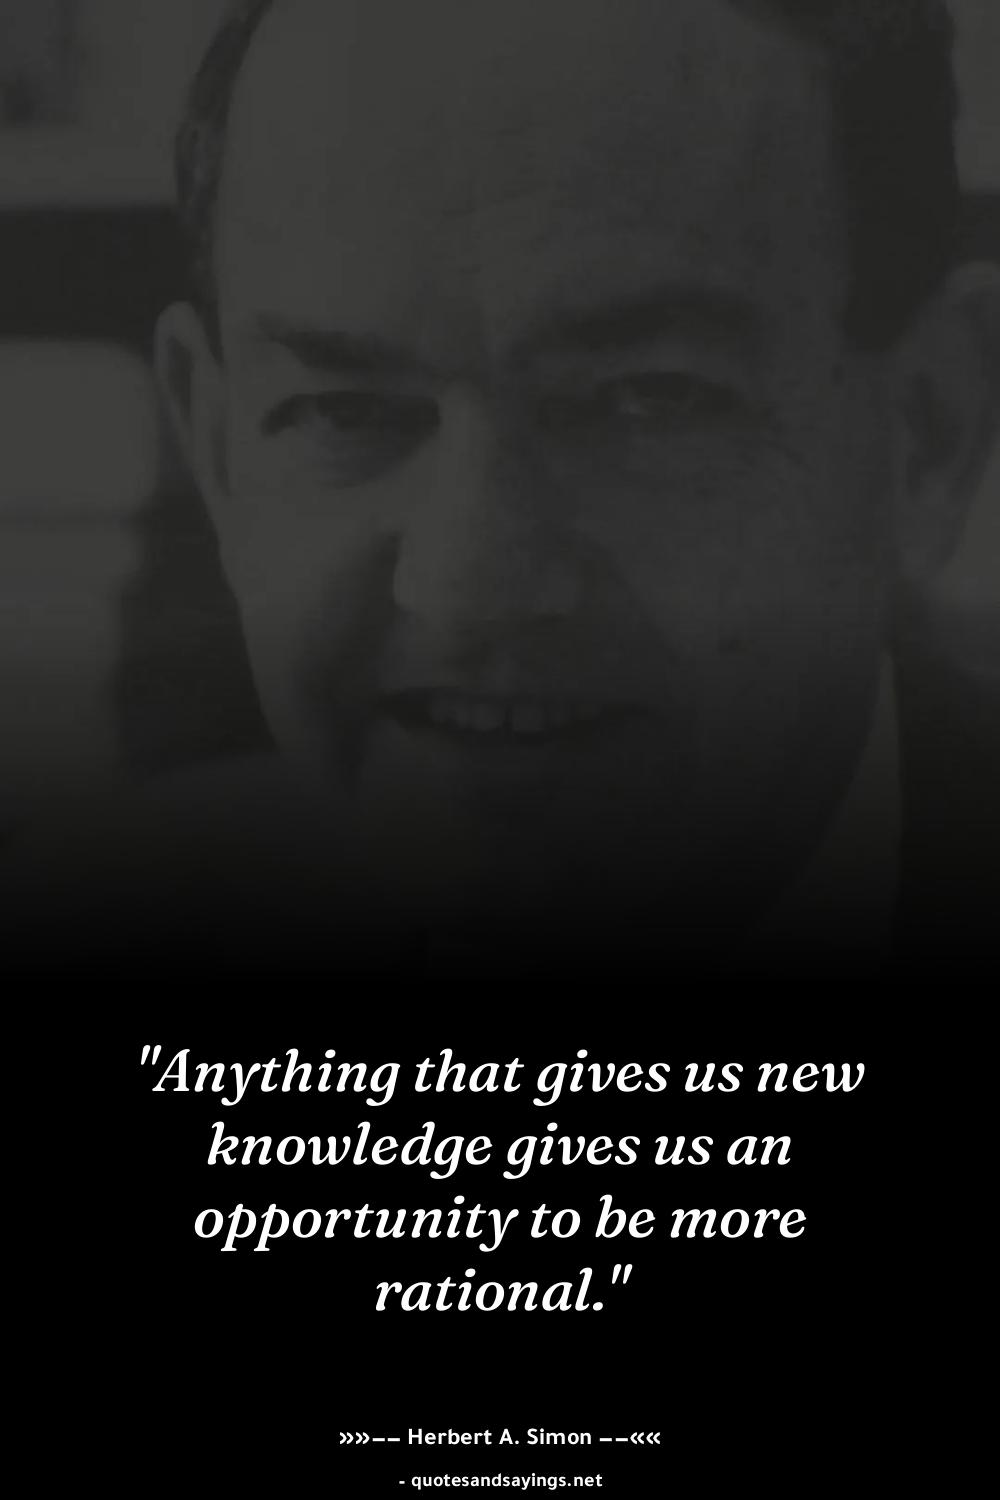 "Anything that gives us new
knowledge gives us an
opportunity to be more
rational."
»»–– Herbert A. Simon ––««
- quotesandsayings.net